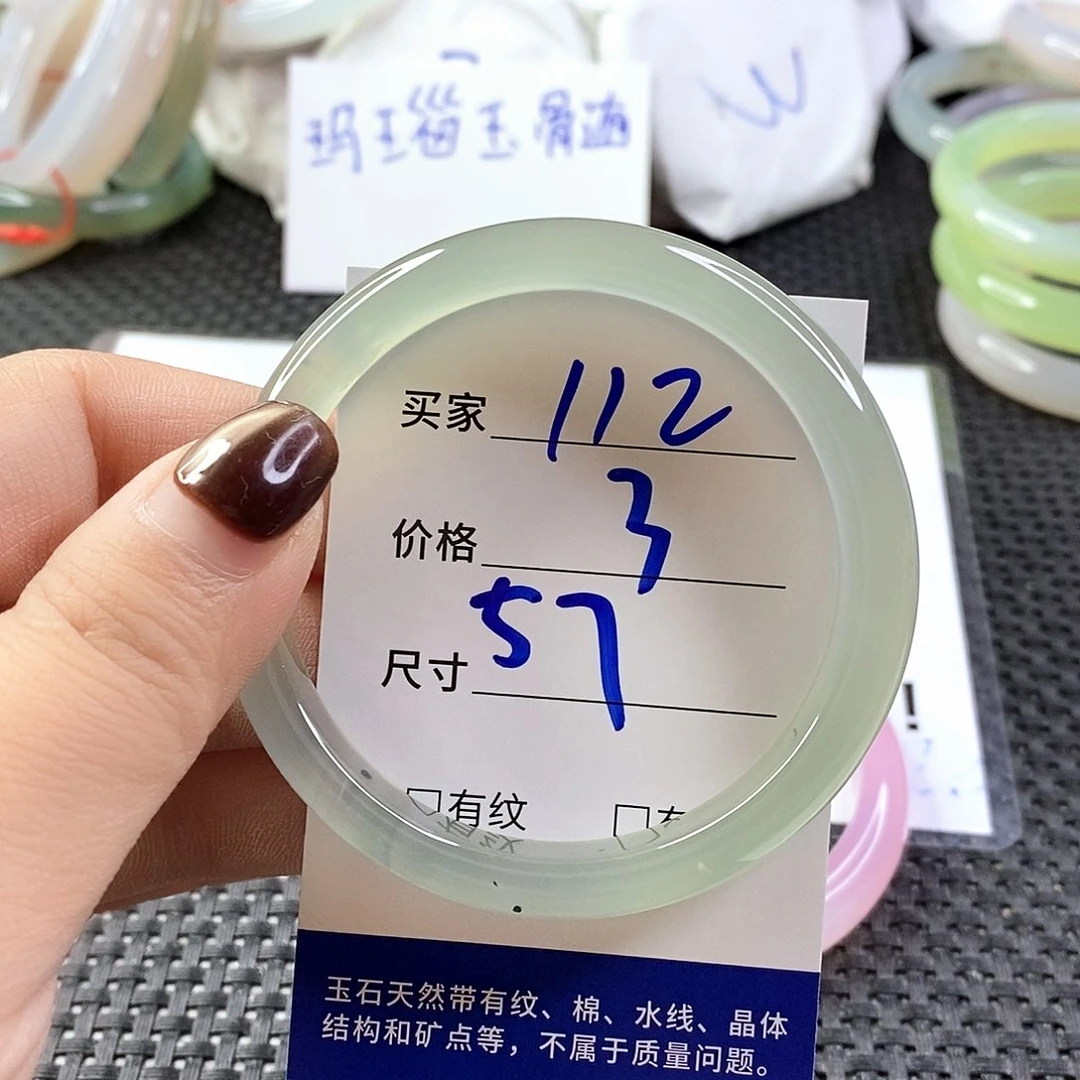 玛瑙玉骨髓
买家 112
价格 3
尺寸 57
□有纹 □
!
玉石天然带有纹、棉、水线、晶体
结构和矿点等，不属于质量问题。